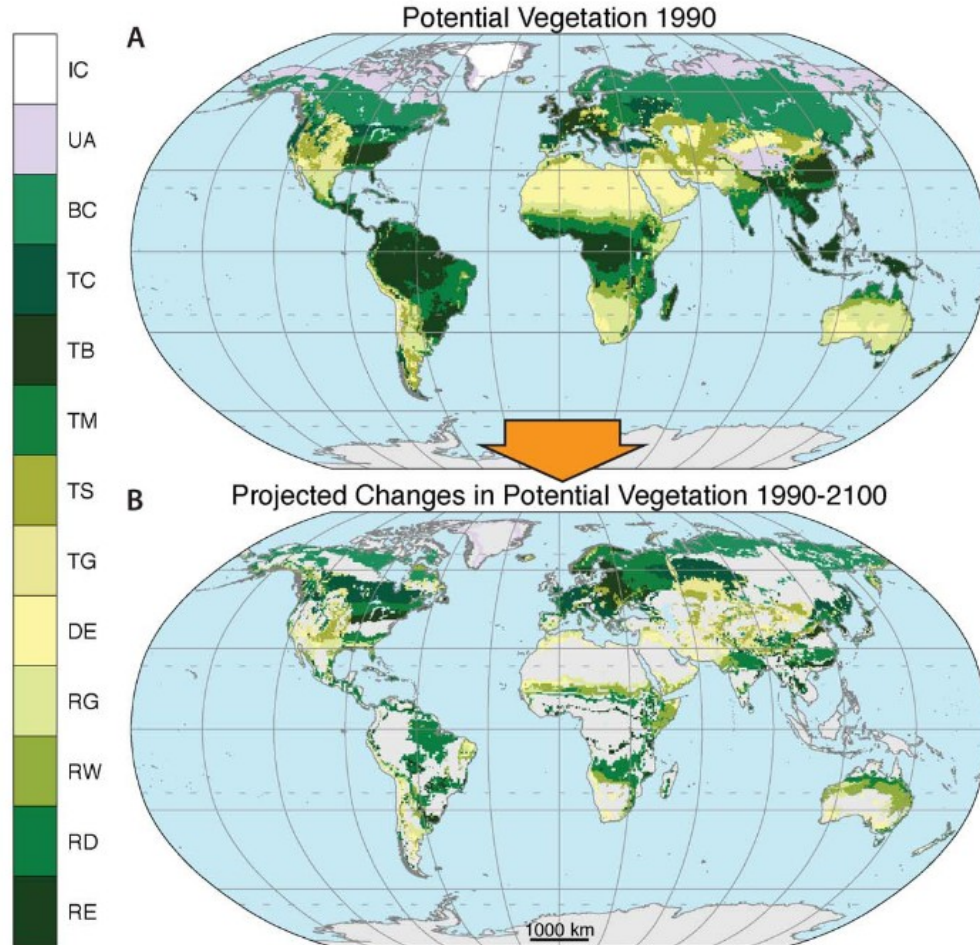 Potential Vegetation 1990
A
IC
UA
BC
TC
TB
TM
TS
TG
DE
RG
RW
RD
RE
B
Projected Changes in Potential Vegetation 1990-2100
1000 km